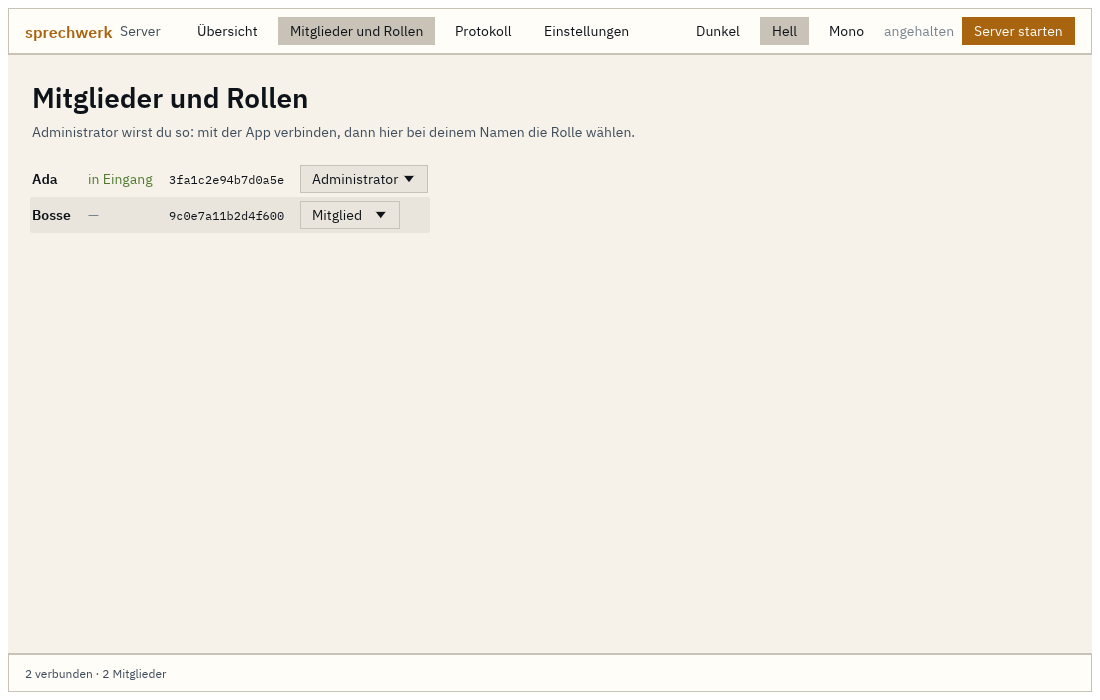 sprechwerk Server Übersicht Mitglieder und Rollen Protokoll Einstellungen Dunkel Hell Mono angehalten Server starten
Mitglieder und Rollen
Administrator wirst du so: mit der App verbinden, dann hier bei deinem Namen die Rolle wählen.
Ada in Eingang 3fa1c2e94b7d0a5e Administrator
Bosse — 9c0e7a11b2d4f600 Mitglied
2 verbunden · 2 Mitglieder